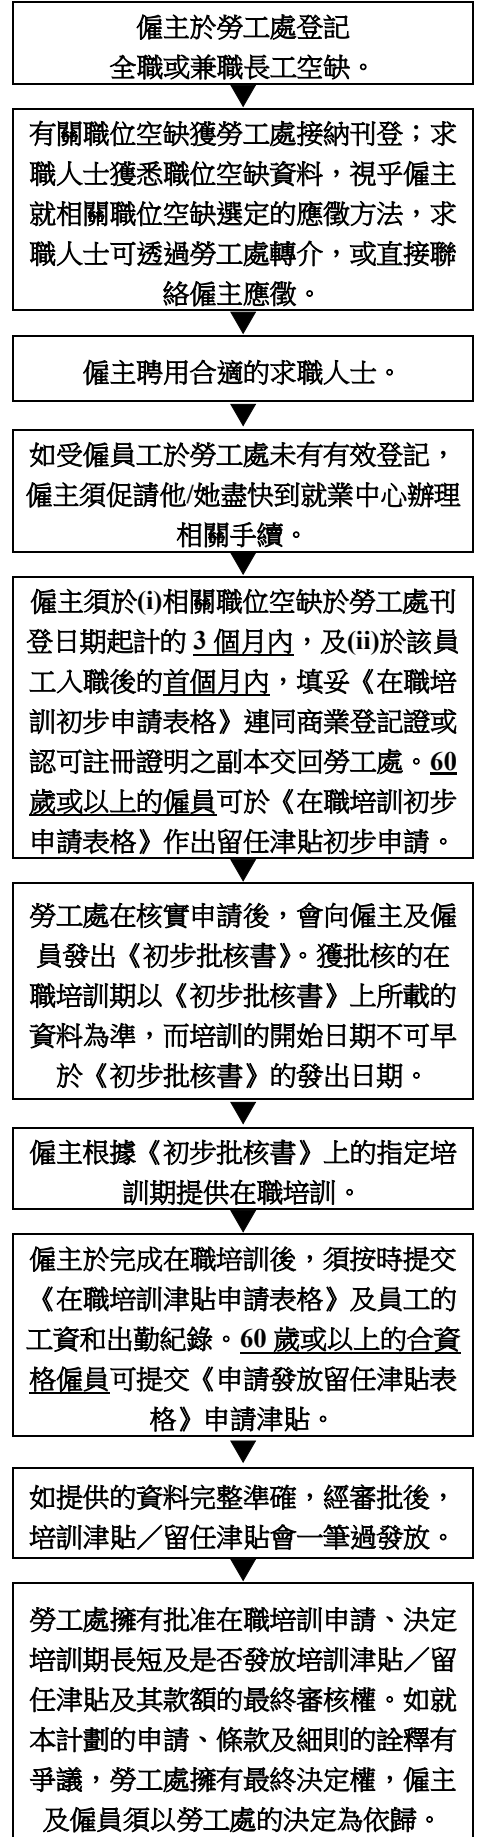 僱主於勞工處登記
全職或兼職長工空缺。
有關職位空缺獲勞工處接納刊登；求
職人士獲悉職位空缺資料，視乎僱主
就相關職位空缺選定的應徵方法，求
職人士可透過勞工處轉介，或直接聯
絡僱主應徵。
僱主聘用合適的求職人士。
如受僱員工於勞工處未有有效登記，
僱主須促請他/她盡快到就業中心辦理
相關手續。
僱主須於(i)相關職位空缺於勞工處刊
登日期起計的 3 個月內，及(ii)於該員
工入職後的首個月內，填妥《在職培
訓初步申請表格》連同商業登記證或
認可註冊證明之副本交回勞工處。60
歲或以上的僱員可於《在職培訓初步
申請表格》作出留任津貼初步申請。
勞工處在核實申請後，會向僱主及僱
員發出《初步批核書》。獲批核的在
職培訓期以《初步批核書》上所載的
資料為準，而培訓的開始日期不可早
於《初步批核書》的發出日期。
僱主根據《初步批核書》上的指定培
訓期提供在職培訓。
僱主於完成在職培訓後，須按時提交
《在職培訓津貼申請表格》及員工的
工資和出勤紀錄。60 歲或以上的合資
格僱員可提交《申請發放留任津貼表
格》申請津貼。
如提供的資料完整準確，經審批後，
培訓津貼／留任津貼會一筆過發放。
勞工處擁有批准在職培訓申請、決定
培訓期長短及是否發放培訓津貼／留
任津貼及其款額的最終審核權。如就
本計劃的申請、條款及細則的詮釋有
爭議，勞工處擁有最終決定權，僱主
及僱員須以勞工處的決定為依歸。